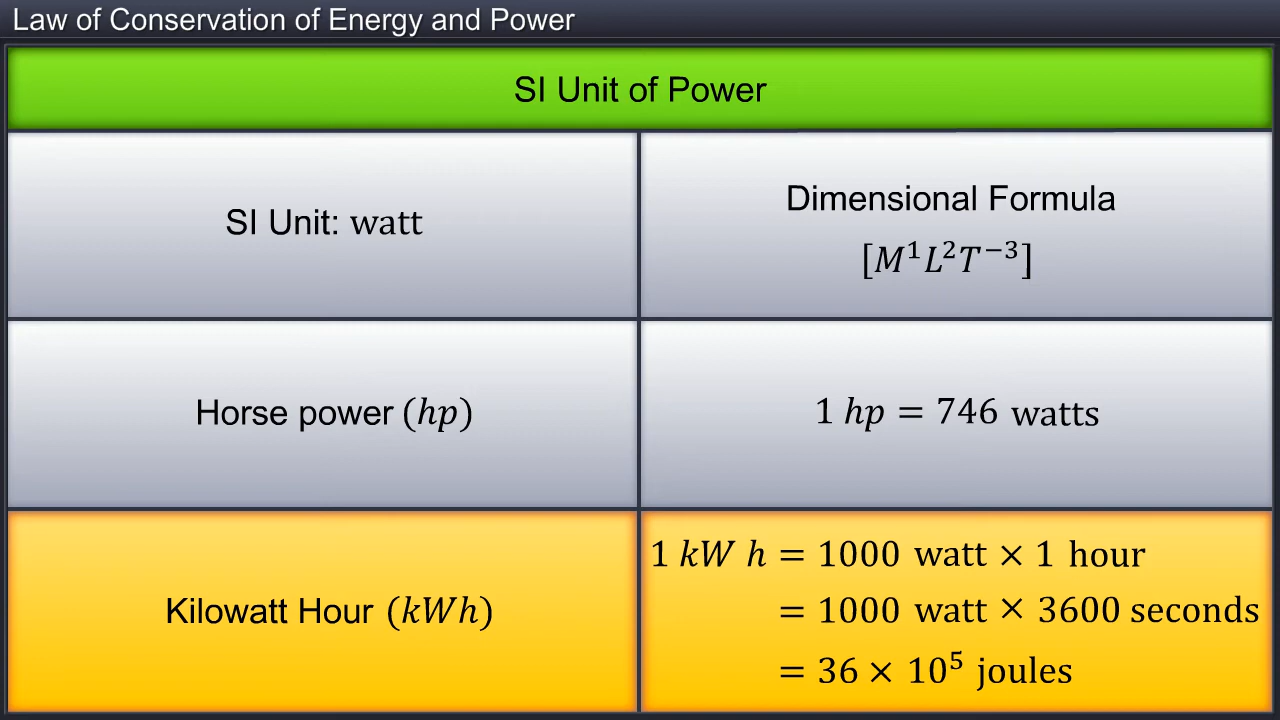 Law of Conservation of Energy and Power
SI Unit of Power
SI Unit: watt
Dimensional Formula
[M¹L²T⁻³]
Horse power (hp)
1 hp = 746 watts
Kilowatt Hour (kWh)
1 kW h = 1000 watt × 1 hour
= 1000 watt × 3600 seconds
= 36 × 10⁵ joules